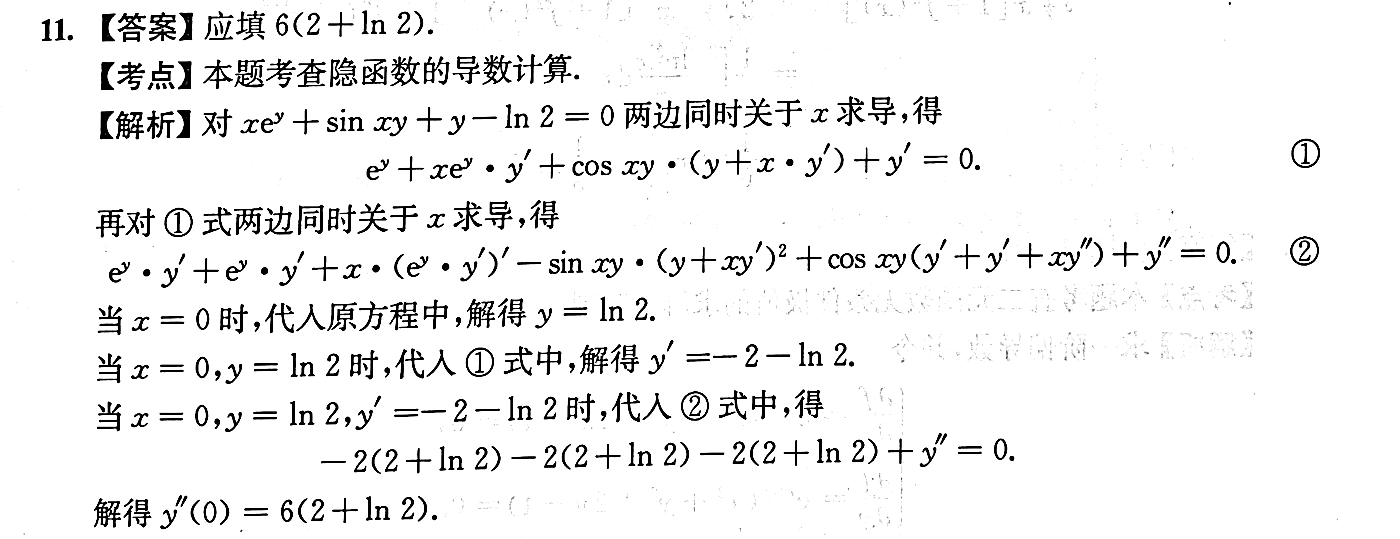 11. 【答案】应填 6(2＋ln 2).
【考点】本题考查隐函数的导数计算.
【解析】对 xeʸ＋sin xy＋y－ln 2＝0 两边同时关于 x 求导,得
eʸ＋xeʸ·y′＋cos xy·(y＋x·y′)＋y′＝0. ①
再对 ① 式两边同时关于 x 求导,得
eʸ·y′＋eʸ·y′＋x·(eʸ·y′)′－sin xy·(y＋xy′)²＋cos xy(y′＋y′＋xy″)＋y″＝0. ②
当 x＝0 时,代入原方程中,解得 y＝ln 2.
当 x＝0,y＝ln 2 时,代入 ① 式中,解得 y′＝－2－ln 2.
当 x＝0,y＝ln 2,y′＝－2－ln 2 时,代入 ② 式中,得
－2(2＋ln 2)－2(2＋ln 2)－2(2＋ln 2)＋y″＝0.
解得 y″(0)＝6(2＋ln 2).